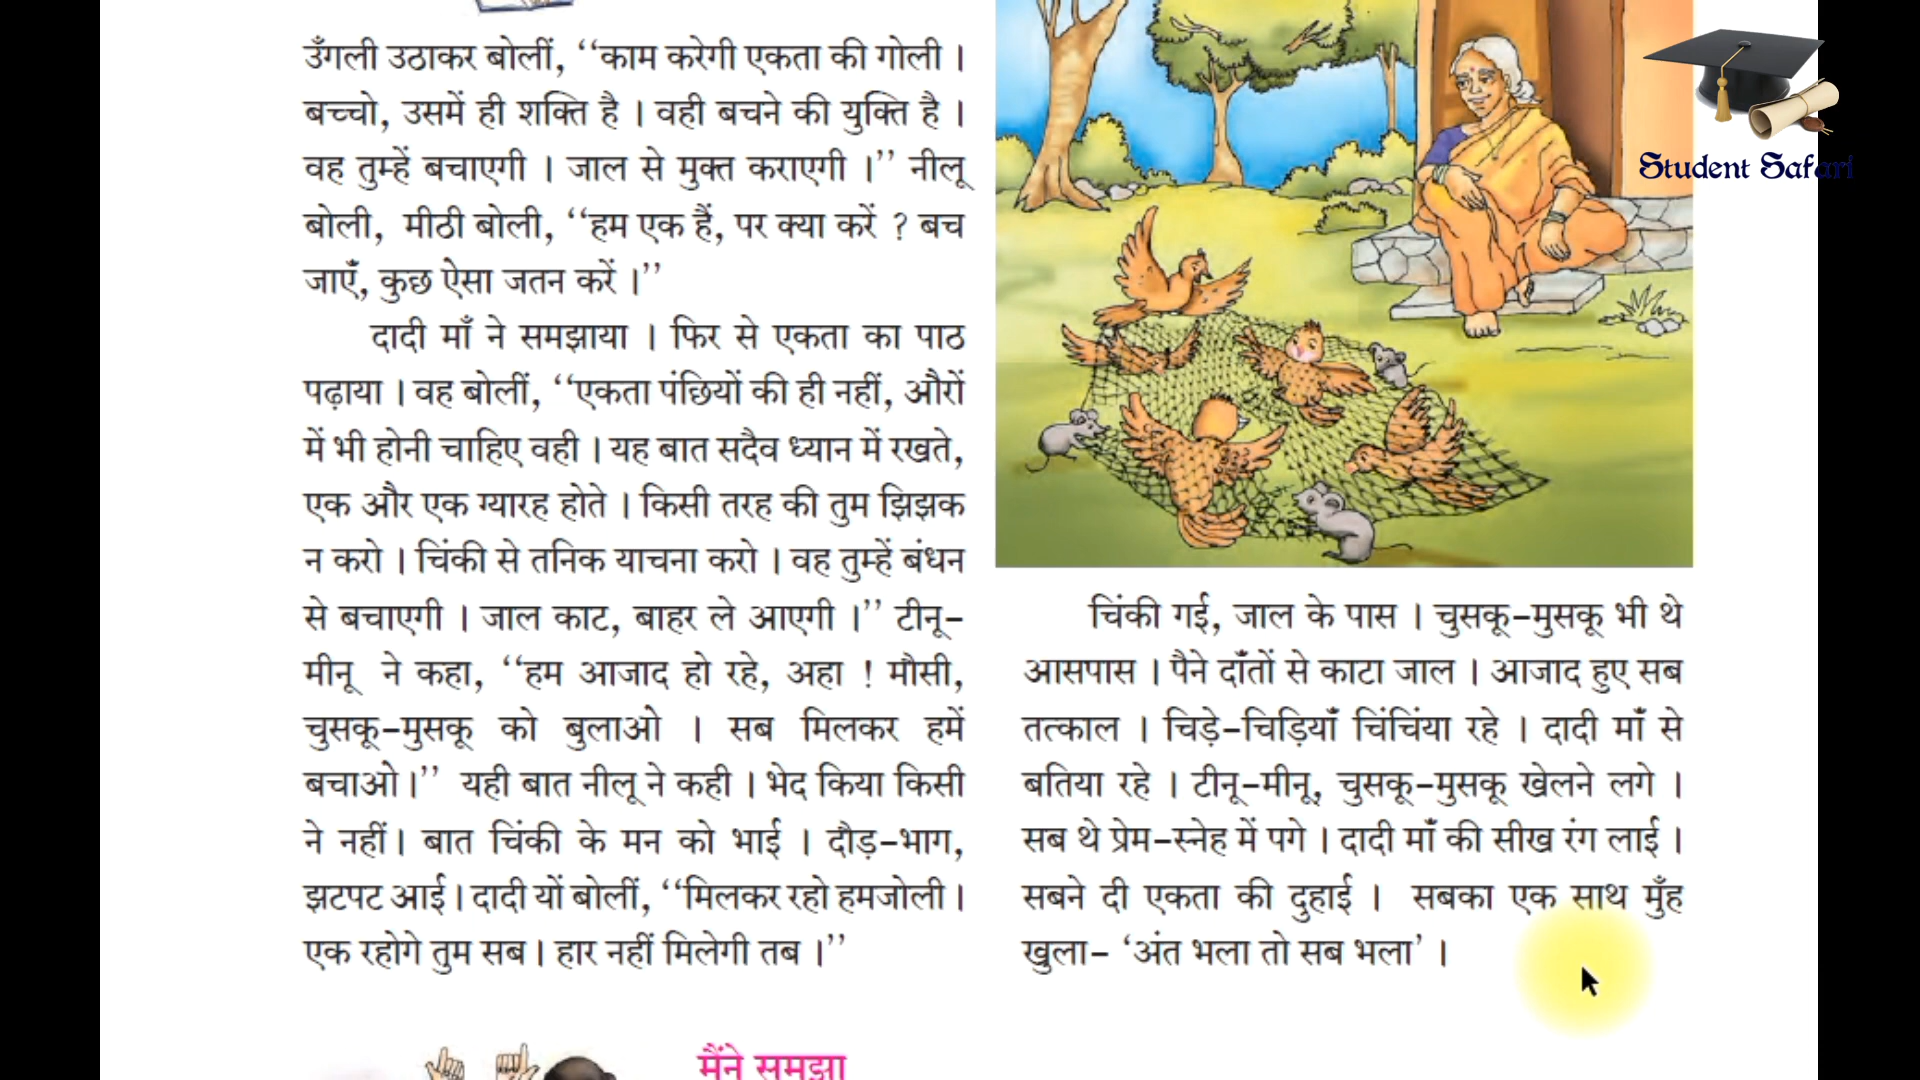 उँगली उठाकर बोलीं, ‘‘काम करेगी एकता की गोली ।
बच्चो, उसमें ही शक्ति है । वही बचने की युक्ति है ।
वह तुम्हें बचाएगी । जाल से मुक्त कराएगी ।’’ नीलू
बोली, मीठी बोली, ‘‘हम एक हैं, पर क्या करें ? बच
जाएँ, कुछ ऐसा जतन करें ।’’
दादी माँ ने समझाया । फिर से एकता का पाठ
पढ़ाया । वह बोलीं, ‘‘एकता पंछियों की ही नहीं, औरों
में भी होनी चाहिए वही । यह बात सदैव ध्यान में रखते,
एक और एक ग्यारह होते । किसी तरह की तुम झिझक
न करो । चिंकी से तनिक याचना करो । वह तुम्हें बंधन
से बचाएगी । जाल काट, बाहर ले आएगी ।’’ टीनू-
मीनू ने कहा, ‘‘हम आजाद हो रहे, अहा ! मौसी,
चुसकू-मुसकू को बुलाओ । सब मिलकर हमें
बचाओ।’’ यही बात नीलू ने कही । भेद किया किसी
ने नहीं। बात चिंकी के मन को भाई । दौड़-भाग,
झटपट आई। दादी यों बोलीं, ‘‘मिलकर रहो हमजोली।
एक रहोगे तुम सब। हार नहीं मिलेगी तब ।’’
चिंकी गई, जाल के पास । चुसकू-मुसकू भी थे
आसपास । पैने दाँतों से काटा जाल । आजाद हुए सब
तत्काल । चिड़े-चिड़ियाँ चिंचिंया रहे । दादी माँ से
बतिया रहे । टीनू-मीनू, चुसकू-मुसकू खेलने लगे ।
सब थे प्रेम-स्नेह में पगे । दादी माँ की सीख रंग लाई ।
सबने दी एकता की दुहाई । सबका एक साथ मुँह
खुला- ‘अंत भला तो सब भला’ ।
मैंने समझा
Student Safari